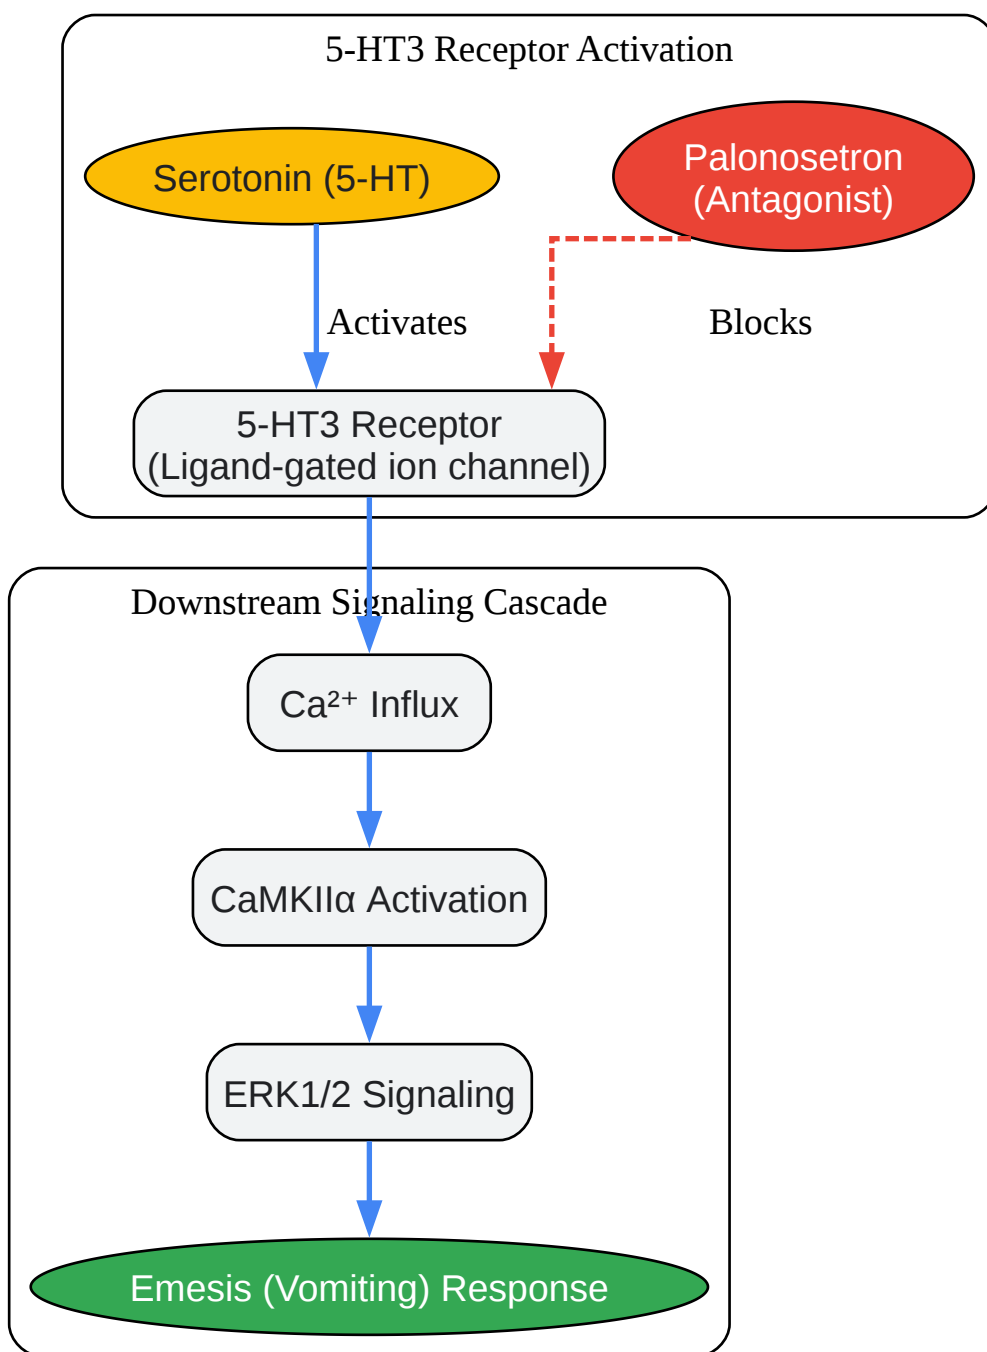 5-HT3 Receptor Activation
Serotonin (5-HT)
Palonosetron
(Antagonist)
Activates
Blocks
5-HT3 Receptor
(Ligand-gated ion channel)
Downstream Signaling Cascade
Ca²⁺ Influx
CaMKIIα Activation
ERK1/2 Signaling
Emesis (Vomiting) Response